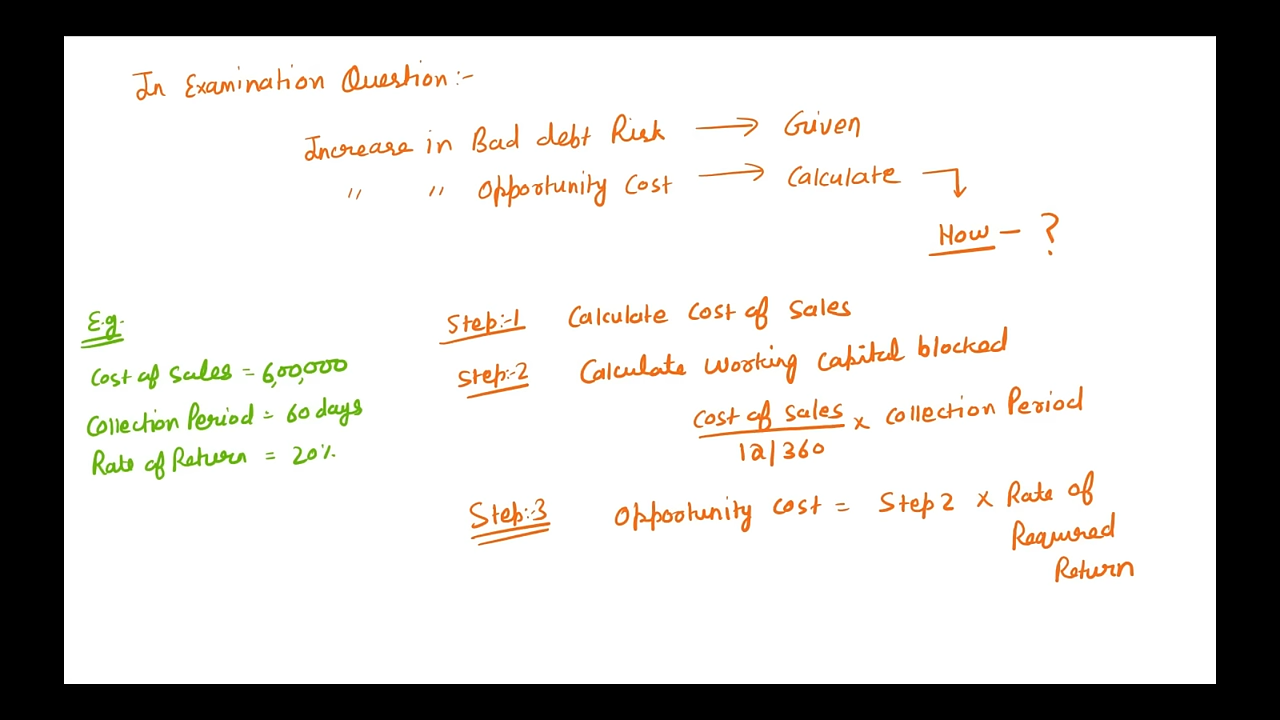 In Examination Question:-
Increase in Bad debt Risk → Given
" " Opportunity Cost → Calculate
How - ?
E.g.
Cost of Sales = 6,00,000
Collection Period = 60 days
Rate of Return = 20%
Step:-1 Calculate Cost of Sales
Step:-2 Calculate Working Capital blocked
Cost of Sales
12/360
x Collection Period
Step:-3 Opportunity Cost = Step 2 x Rate of
Required
Return